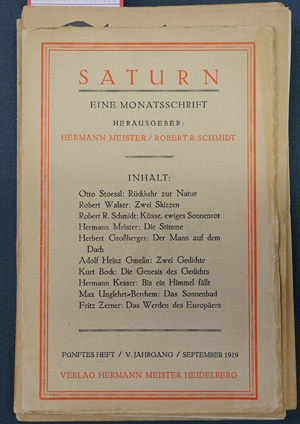 SATURN
EINE MONATSSCHRIFT
HERAUSGEBER:
HERMANN MEISTER / ROBERT R. SCHMIDT
INHALT:
Otto Stoessl: Rückkehr zur Natur
Robert Walser: Zwei Skizzen
Robert R. Schmidt: Küsse, ewiges Sonnenrot
Hermann Meister: Die Stimme
Herbert Großberger: Der Mann auf dem
Dach
Adolf Heinz Gmelin: Zwei Gedichte
Kurt Bock: Die Genesis des Gedichts
Hermann Kesser: Bis ein Himmel fällt
Max Unglehrt-Berchem: Das Sonnenbad
Fritz Zerner: Das Werden des Europäers
FÜNFTES HEFT / V. JAHRGANG / SEPTEMBER 1919
VERLAG HERMANN MEISTER HEIDELBERG